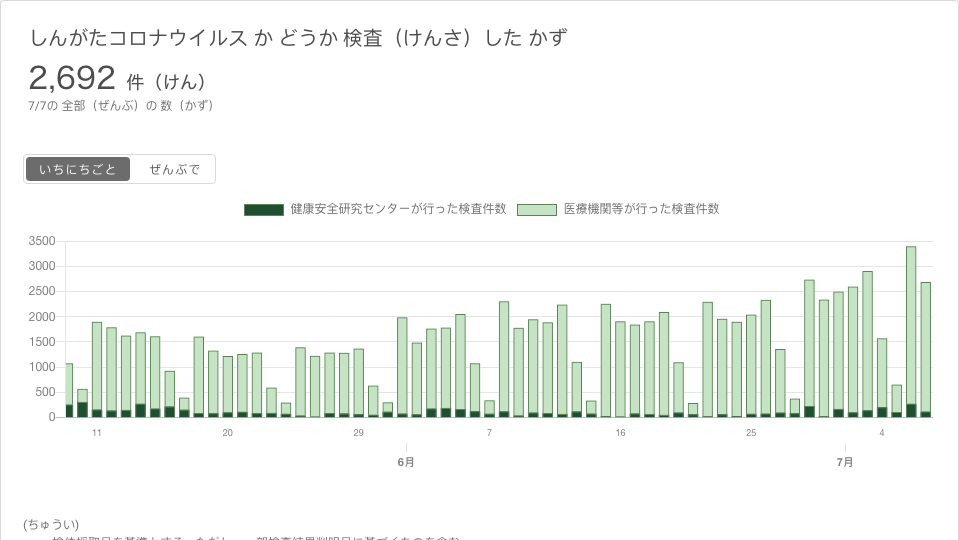 しんがたコロナウイルス か どうか 検査（けんさ）した かず
2,692 件（けん）
7/7の 全部（ぜんぶ）の 数（かず）
いちにちごと ぜんぶで
健康安全研究センターが行った検査件数 医療機関等が行った検査件数
3500
3000
2500
2000
1500
1000
500
0
11 20 29 7 16 25 4
6月 7月
(ちゅうい)